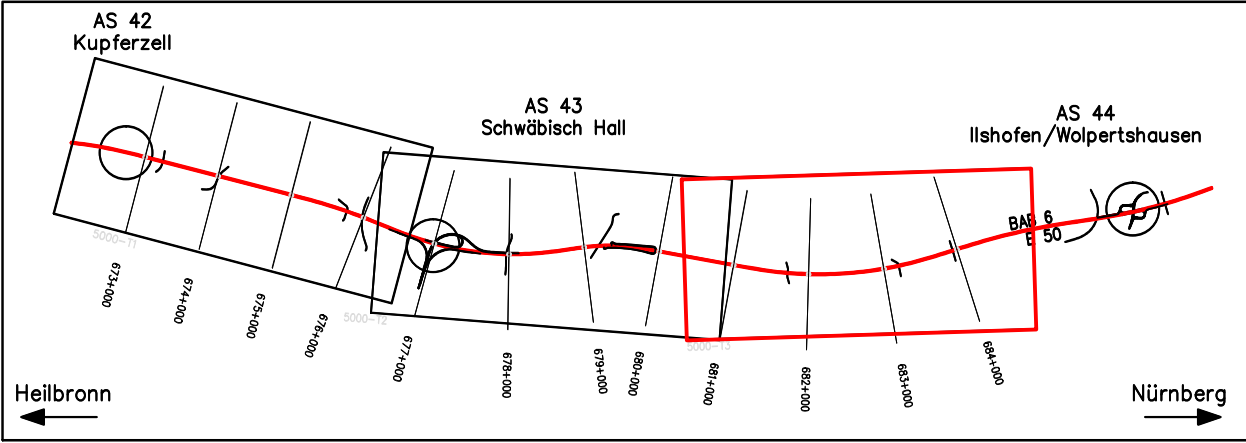 AS 42
Kupferzell
AS 43
Schwäbisch Hall
AS 44
Ilshofen/Wolpertshausen
BAB 6
E 50
5000-T1
5000-T2
5000-T3
673+000
674+000
675+000
676+000
677+000
678+000
679+000
680+000
681+000
682+000
683+000
684+000
Heilbronn
Nürnberg